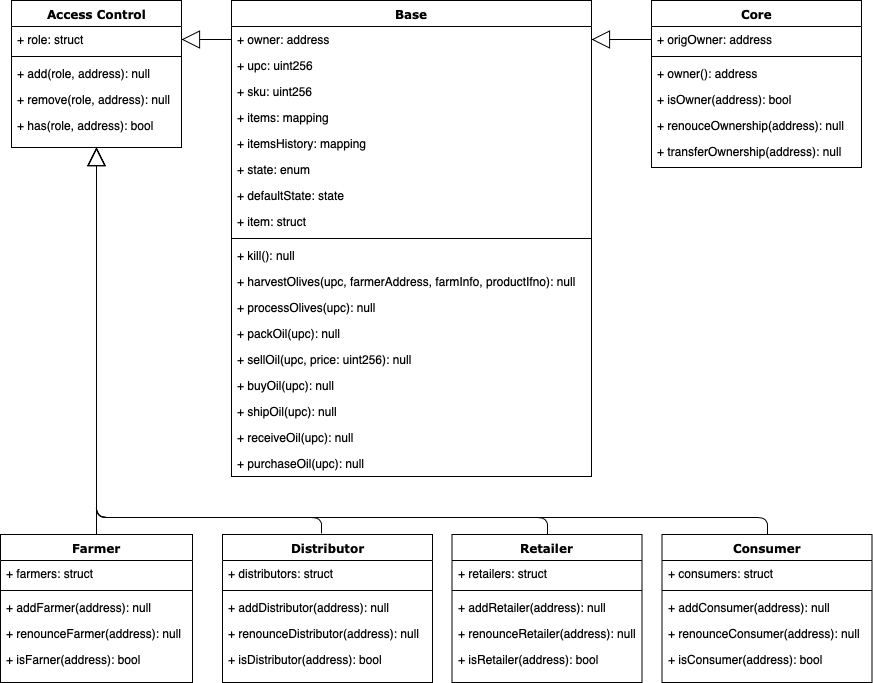 Access Control
+ role: struct
+ add(role, address): null
+ remove(role, address): null
+ has(role, address): bool
Base
+ owner: address
+ upc: uint256
+ sku: uint256
+ items: mapping
+ itemsHistory: mapping
+ state: enum
+ defaultState: state
+ item: struct
+ kill(): null
+ harvestOlives(upc, farmerAddress, farmInfo, productIfno): null
+ processOlives(upc): null
+ packOil(upc): null
+ sellOil(upc, price: uint256): null
+ buyOil(upc): null
+ shipOil(upc): null
+ receiveOil(upc): null
+ purchaseOil(upc): null
Core
+ origOwner: address
+ owner(): address
+ isOwner(address): bool
+ renouceOwnership(address): null
+ transferOwnership(address): null
Farmer
+ farmers: struct
+ addFarmer(address): null
+ renounceFarmer(address): null
+ isFarner(address): bool
Distributor
+ distributors: struct
+ addDistributor(address): null
+ renounceDistributor(address): null
+ isDistributor(address): bool
Retailer
+ retailers: struct
+ addRetailer(address): null
+ renounceRetailer(address): null
+ isRetailer(address): bool
Consumer
+ consumers: struct
+ addConsumer(address): null
+ renounceConsumer(address): null
+ isConsumer(address): bool